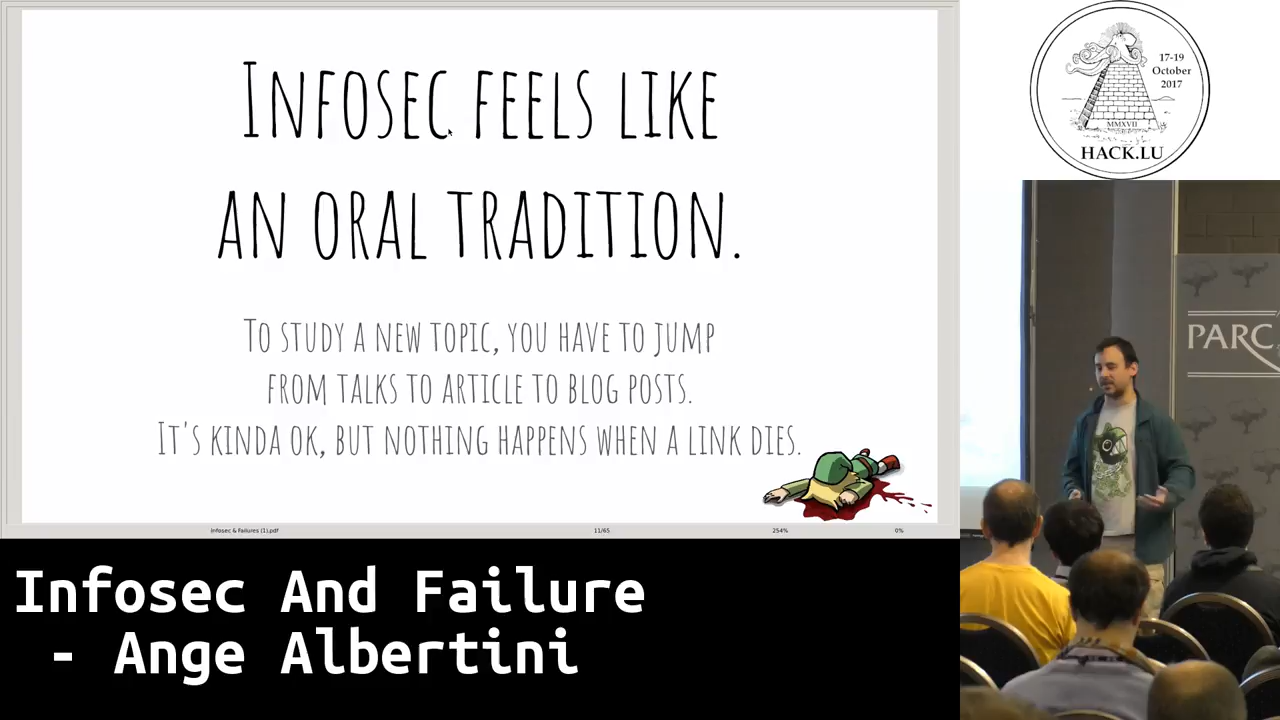 INFOSEC FEELS LIKE
AN ORAL TRADITION.
TO STUDY A NEW TOPIC, YOU HAVE TO JUMP
FROM TALKS TO ARTICLE TO BLOG POSTS.
IT'S KINDA OK, BUT NOTHING HAPPENS WHEN A LINK DIES.
Infosec & Failures (1).pdf
11/65
254%
0%
Infosec And Failure
- Ange Albertini
17-19
October
2017
MMXVII
HACK.LU
PARC